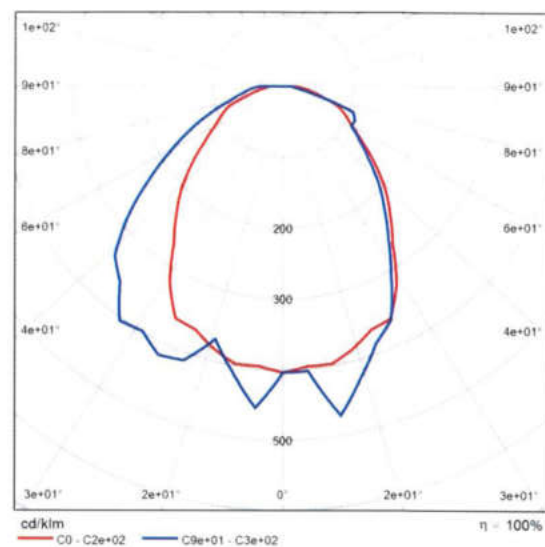 1e+02° 1e+02°
9e+01° 9e+01°
8e+01° 8e+01°
200
6e+01° 6e+01°
300
4e+01° 4e+01°
500
3e+01° 2e+01° 0° 2e+01° 3e+01°
cd/klm η - 100%
C0 - C2e+02 C9e+01 - C3e+02